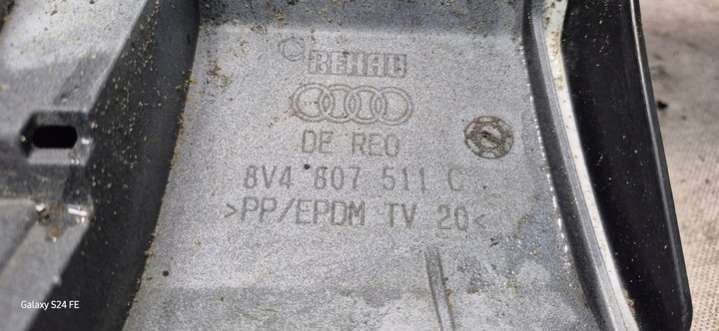 REHAU
DE REO
8V4 807 511 C
>PP/EPDM TV 20<
Galaxy S24 FE